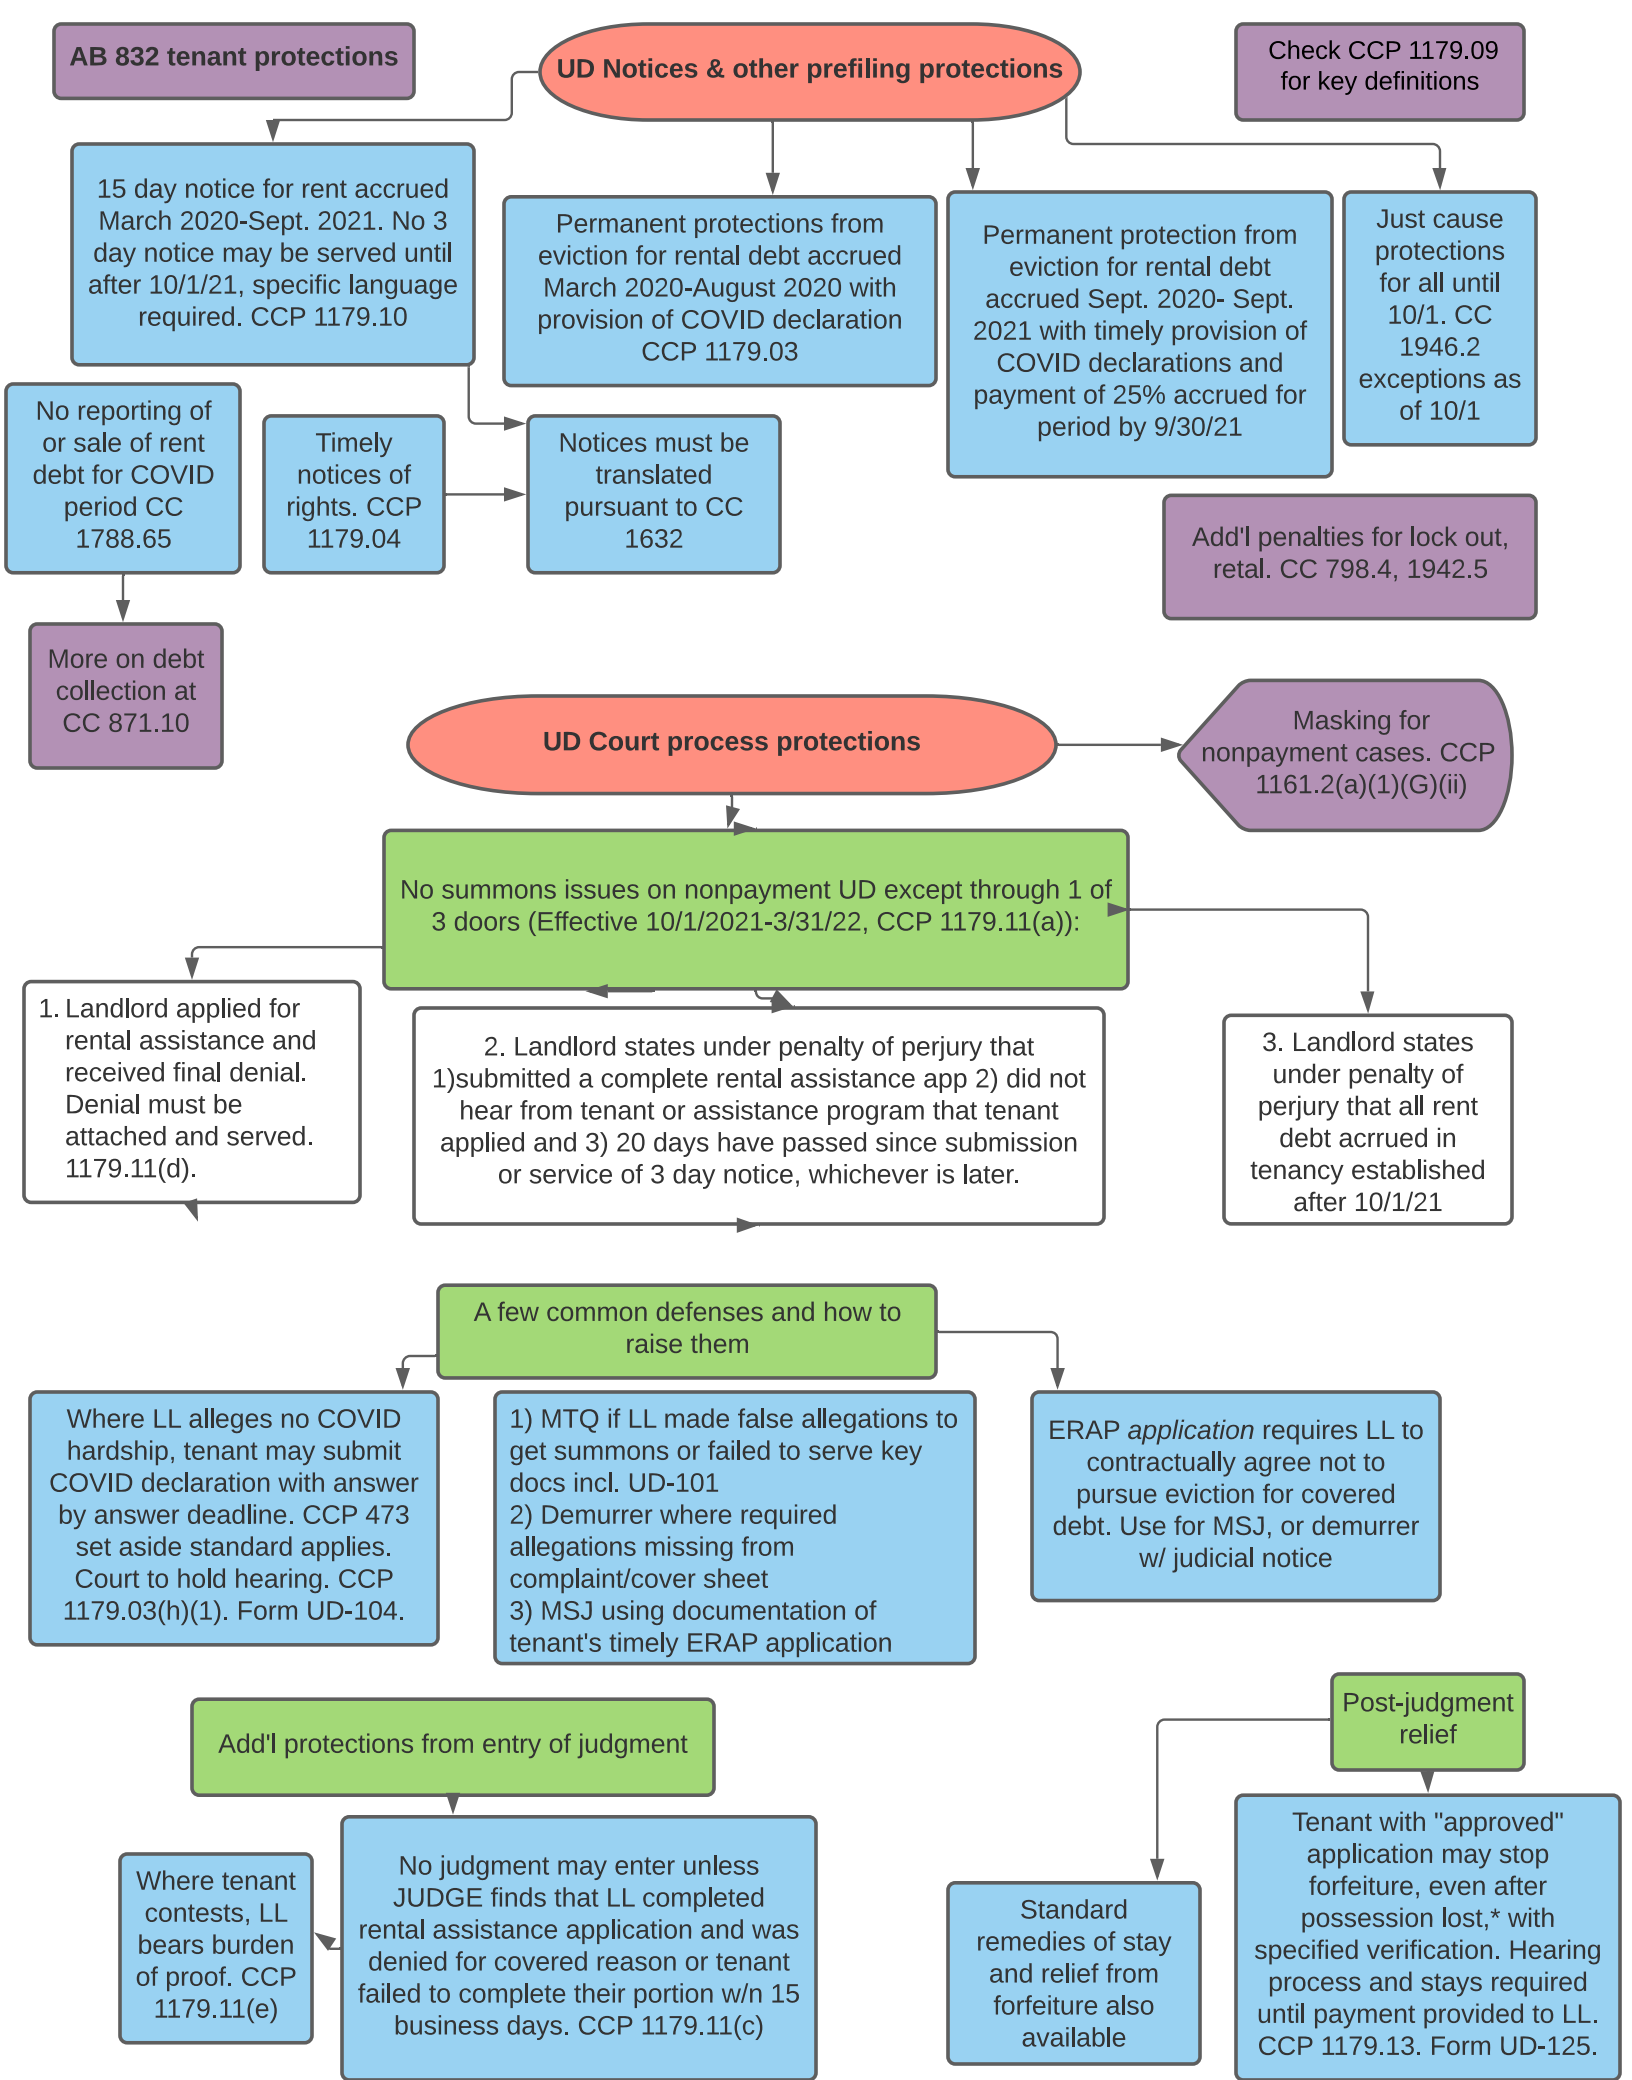 AB 832 tenant protections
UD Notices & other prefiling protections
Check CCP 1179.09
for key definitions
15 day notice for rent accrued
March 2020-Sept. 2021. No 3
day notice may be served until
after 10/1/21, specific language
required. CCP 1179.10
Permanent protections from
eviction for rental debt accrued
March 2020-August 2020 with
provision of COVID declaration
CCP 1179.03
Permanent protection from
eviction for rental debt
accrued Sept. 2020- Sept.
2021 with timely provision of
COVID declarations and
payment of 25% accrued for
period by 9/30/21
Just cause
protections
for all until
10/1. CC
1946.2
exceptions as
of 10/1
No reporting of
or sale of rent
debt for COVID
period CC
1788.65
Timely
notices of
rights. CCP
1179.04
Notices must be
translated
pursuant to CC
1632
Add'l penalties for lock out,
retal. CC 798.4, 1942.5
More on debt
collection at
CC 871.10
UD Court process protections
Masking for
nonpayment cases. CCP
1161.2(a)(1)(G)(ii)
No summons issues on nonpayment UD except through 1 of
3 doors (Effective 10/1/2021-3/31/22, CCP 1179.11(a)):
1. Landlord applied for
rental assistance and
received final denial.
Denial must be
attached and served.
1179.11(d).
2. Landlord states under penalty of perjury that
1)submitted a complete rental assistance app 2) did not
hear from tenant or assistance program that tenant
applied and 3) 20 days have passed since submission
or service of 3 day notice, whichever is later.
3. Landlord states
under penalty of
perjury that all rent
debt acrrued in
tenancy established
after 10/1/21
A few common defenses and how to
raise them
Where LL alleges no COVID
hardship, tenant may submit
COVID declaration with answer
by answer deadline. CCP 473
set aside standard applies.
Court to hold hearing. CCP
1179.03(h)(1). Form UD-104.
1) MTQ if LL made false allegations to
get summons or failed to serve key
docs incl. UD-101
2) Demurrer where required
allegations missing from
complaint/cover sheet
3) MSJ using documentation of
tenant's timely ERAP application
ERAP application requires LL to
contractually agree not to
pursue eviction for covered
debt. Use for MSJ, or demurrer
w/ judicial notice
Add'l protections from entry of judgment
Post-judgment
relief
Where tenant
contests, LL
bears burden
of proof. CCP
1179.11(e)
No judgment may enter unless
JUDGE finds that LL completed
rental assistance application and was
denied for covered reason or tenant
failed to complete their portion w/n 15
business days. CCP 1179.11(c)
Standard
remedies of stay
and relief from
forfeiture also
available
Tenant with "approved"
application may stop
forfeiture, even after
possession lost,* with
specified verification. Hearing
process and stays required
until payment provided to LL.
CCP 1179.13. Form UD-125.